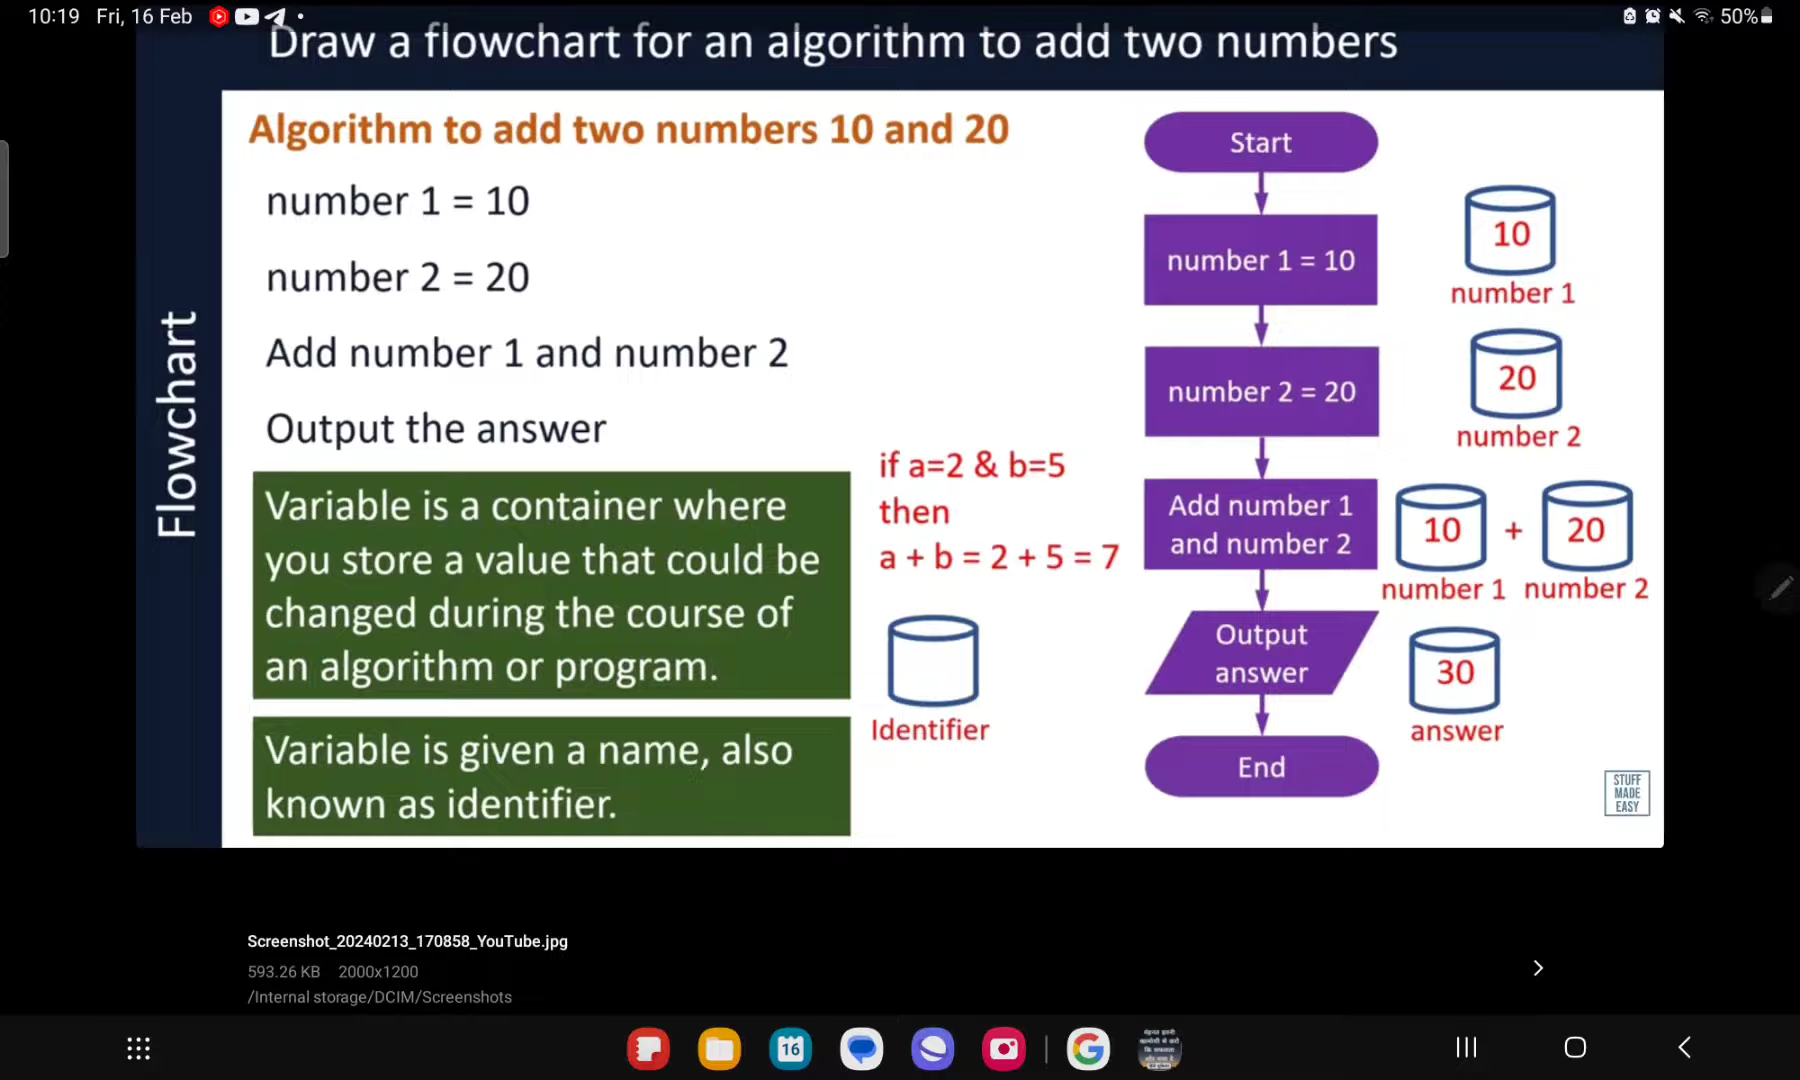 10:19 Fri, 16 Feb
50%
Draw a flowchart for an algorithm to add two numbers
Flowchart
Algorithm to add two numbers 10 and 20
number 1 = 10
number 2 = 20
Add number 1 and number 2
Output the answer
Variable is a container where
you store a value that could be
changed during the course of
an algorithm or program.
Variable is given a name, also
known as identifier.
if a=2 & b=5
then
a + b = 2 + 5 = 7
Identifier
Start
number 1 = 10
number 2 = 20
Add number 1
and number 2
Output
answer
End
10
number 1
20
number 2
10 + 20
number 1 number 2
30
answer
STUFF
MADE
EASY
Screenshot_20240213_170858_YouTube.jpg
593.26 KB 2000x1200
/Internal storage/DCIM/Screenshots
16